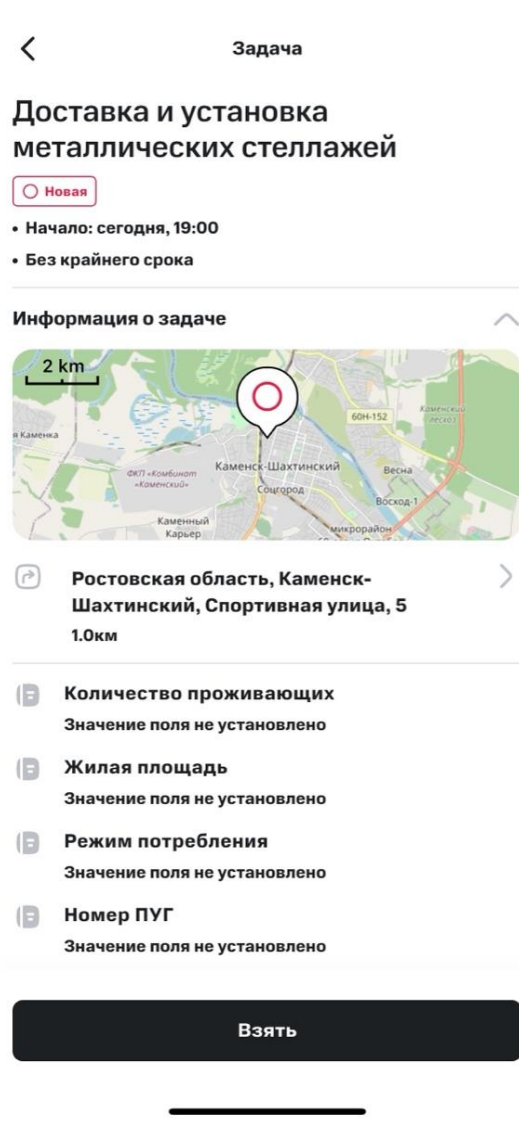 Задача
Доставка и установка
металлических стеллажей
Новая
• Начало: сегодня, 19:00
• Без крайнего срока
Информация о задаче
2 km
60Н-152
Каменский
лесхоз
я Каменка
ФКП «Комбинат
«Каменский»
Каменск-Шахтинский
Соцгород
Весна
Восход-1
Каменный
Карьер
микрорайон
Ростовская область, Каменск-
Шахтинский, Спортивная улица, 5
1.0км
Количество проживающих
Значение поля не установлено
Жилая площадь
Значение поля не установлено
Режим потребления
Значение поля не установлено
Номер ПУГ
Значение поля не установлено
Взять